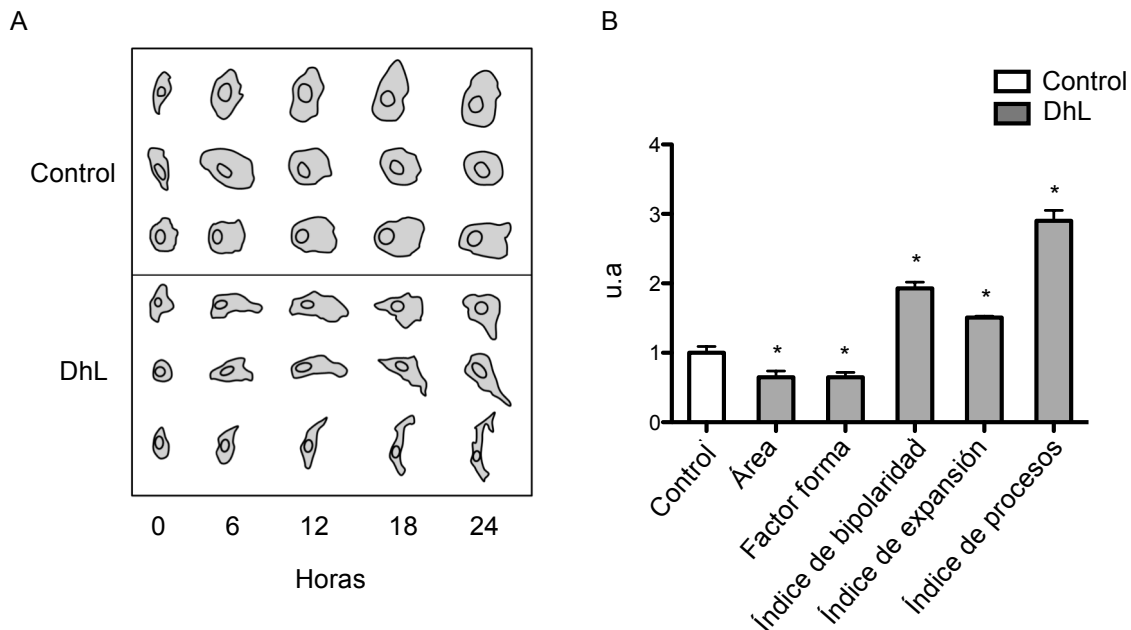 A
Control
DhL
0 6 12 18 24
Horas
B
Control
DhL
u.a
4
3
2
1
0
*
*
*
*
*
Control
Área
Factor forma
Índice de bipolaridad
Índice de expansión
Índice de procesos